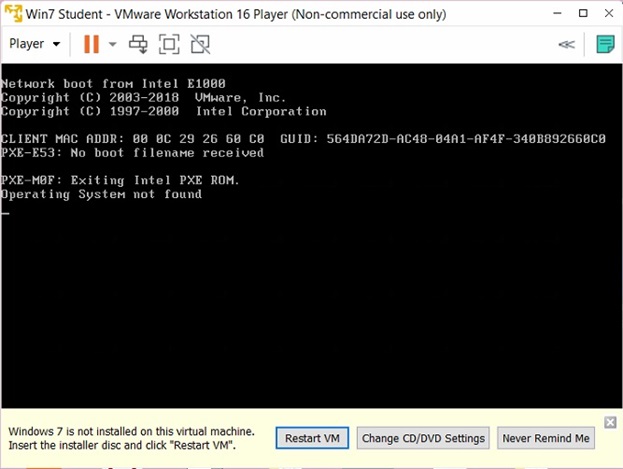 Win7 Student - VMware Workstation 16 Player (Non-commercial use only)
Player
Network boot from Intel E1000
Copyright (C) 2003-2018  VMware, Inc.
Copyright (C) 1997-2000  Intel Corporation
CLIENT MAC ADDR: 00 0C 29 26 60 C0  GUID: 564DA72D-AC48-04A1-AF4F-340B892660C0
PXE-E53: No boot filename received
PXE-M0F: Exiting Intel PXE ROM.
Operating System not found
Windows 7 is not installed on this virtual machine.
Insert the installer disc and click "Restart VM".
Restart VM
Change CD/DVD Settings
Never Remind Me